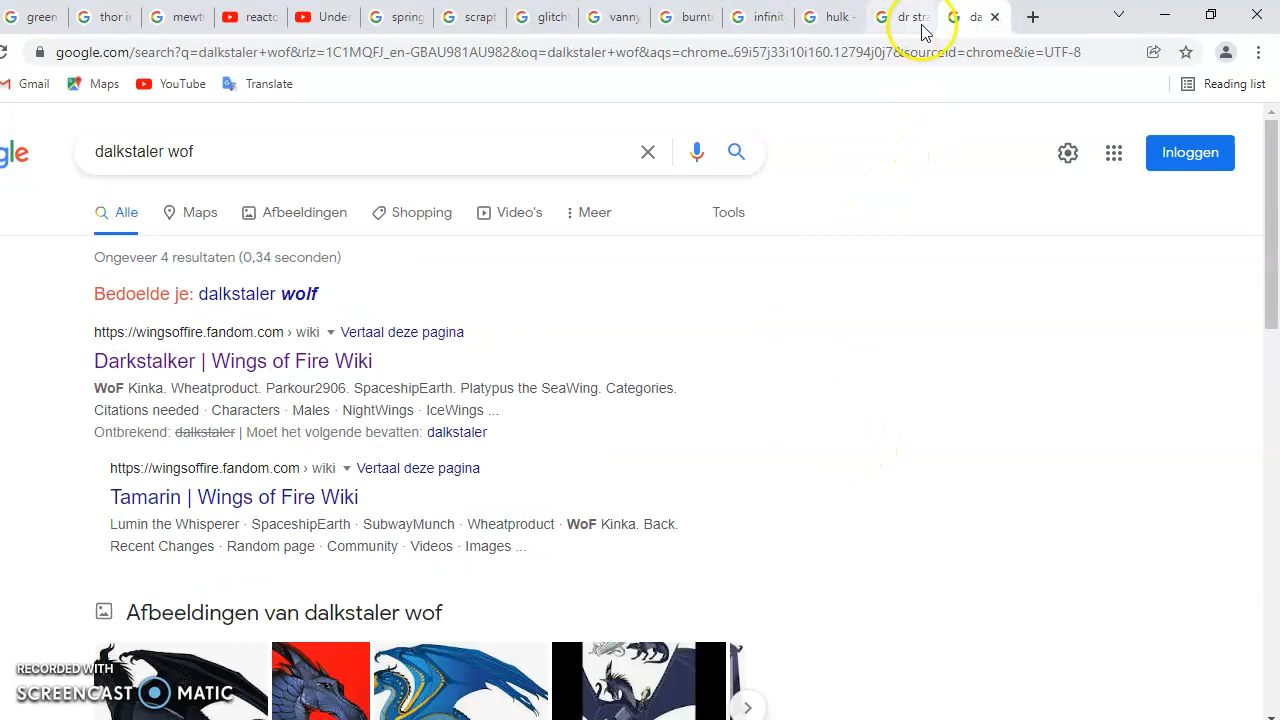 green
thor ir
mewtv
reacto
Under
spring
scrapt
glitch
vanny
burnt
infinit
hulk -
dr stra
da
google.com/search?q=dalkstaler+wof&rlz=1C1MQFJ_en-GBAU981AU982&oq=dalkstaler+wof&aqs=chrome..69i57j33i10i160.12794j0j7&sourceid=chrome&ie=UTF-8
Gmail Maps YouTube Translate Reading list
gle dalkstaler wof Inloggen
Alle Maps Afbeeldingen Shopping Video's Meer Tools
Ongeveer 4 resultaten (0,34 seconden)
Bedoelde je: dalkstaler wolf
https://wingsoffire.fandom.com › wiki Vertaal deze pagina
Darkstalker | Wings of Fire Wiki
WoF Kinka. Wheatproduct. Parkour2906. SpaceshipEarth. Platypus the SeaWing. Categories.
Citations needed · Characters · Males · NightWings · IceWings ...
Ontbrekend: dalkstaler | Moet het volgende bevatten: dalkstaler
https://wingsoffire.fandom.com › wiki Vertaal deze pagina
Tamarin | Wings of Fire Wiki
Lumin the Whisperer · SpaceshipEarth · SubwayMunch · Wheatproduct · WoF Kinka. Back.
Recent Changes · Random page · Community · Videos · Images ...
Afbeeldingen van dalkstaler wof
RECORDED WITH
SCREENCAST MATIC